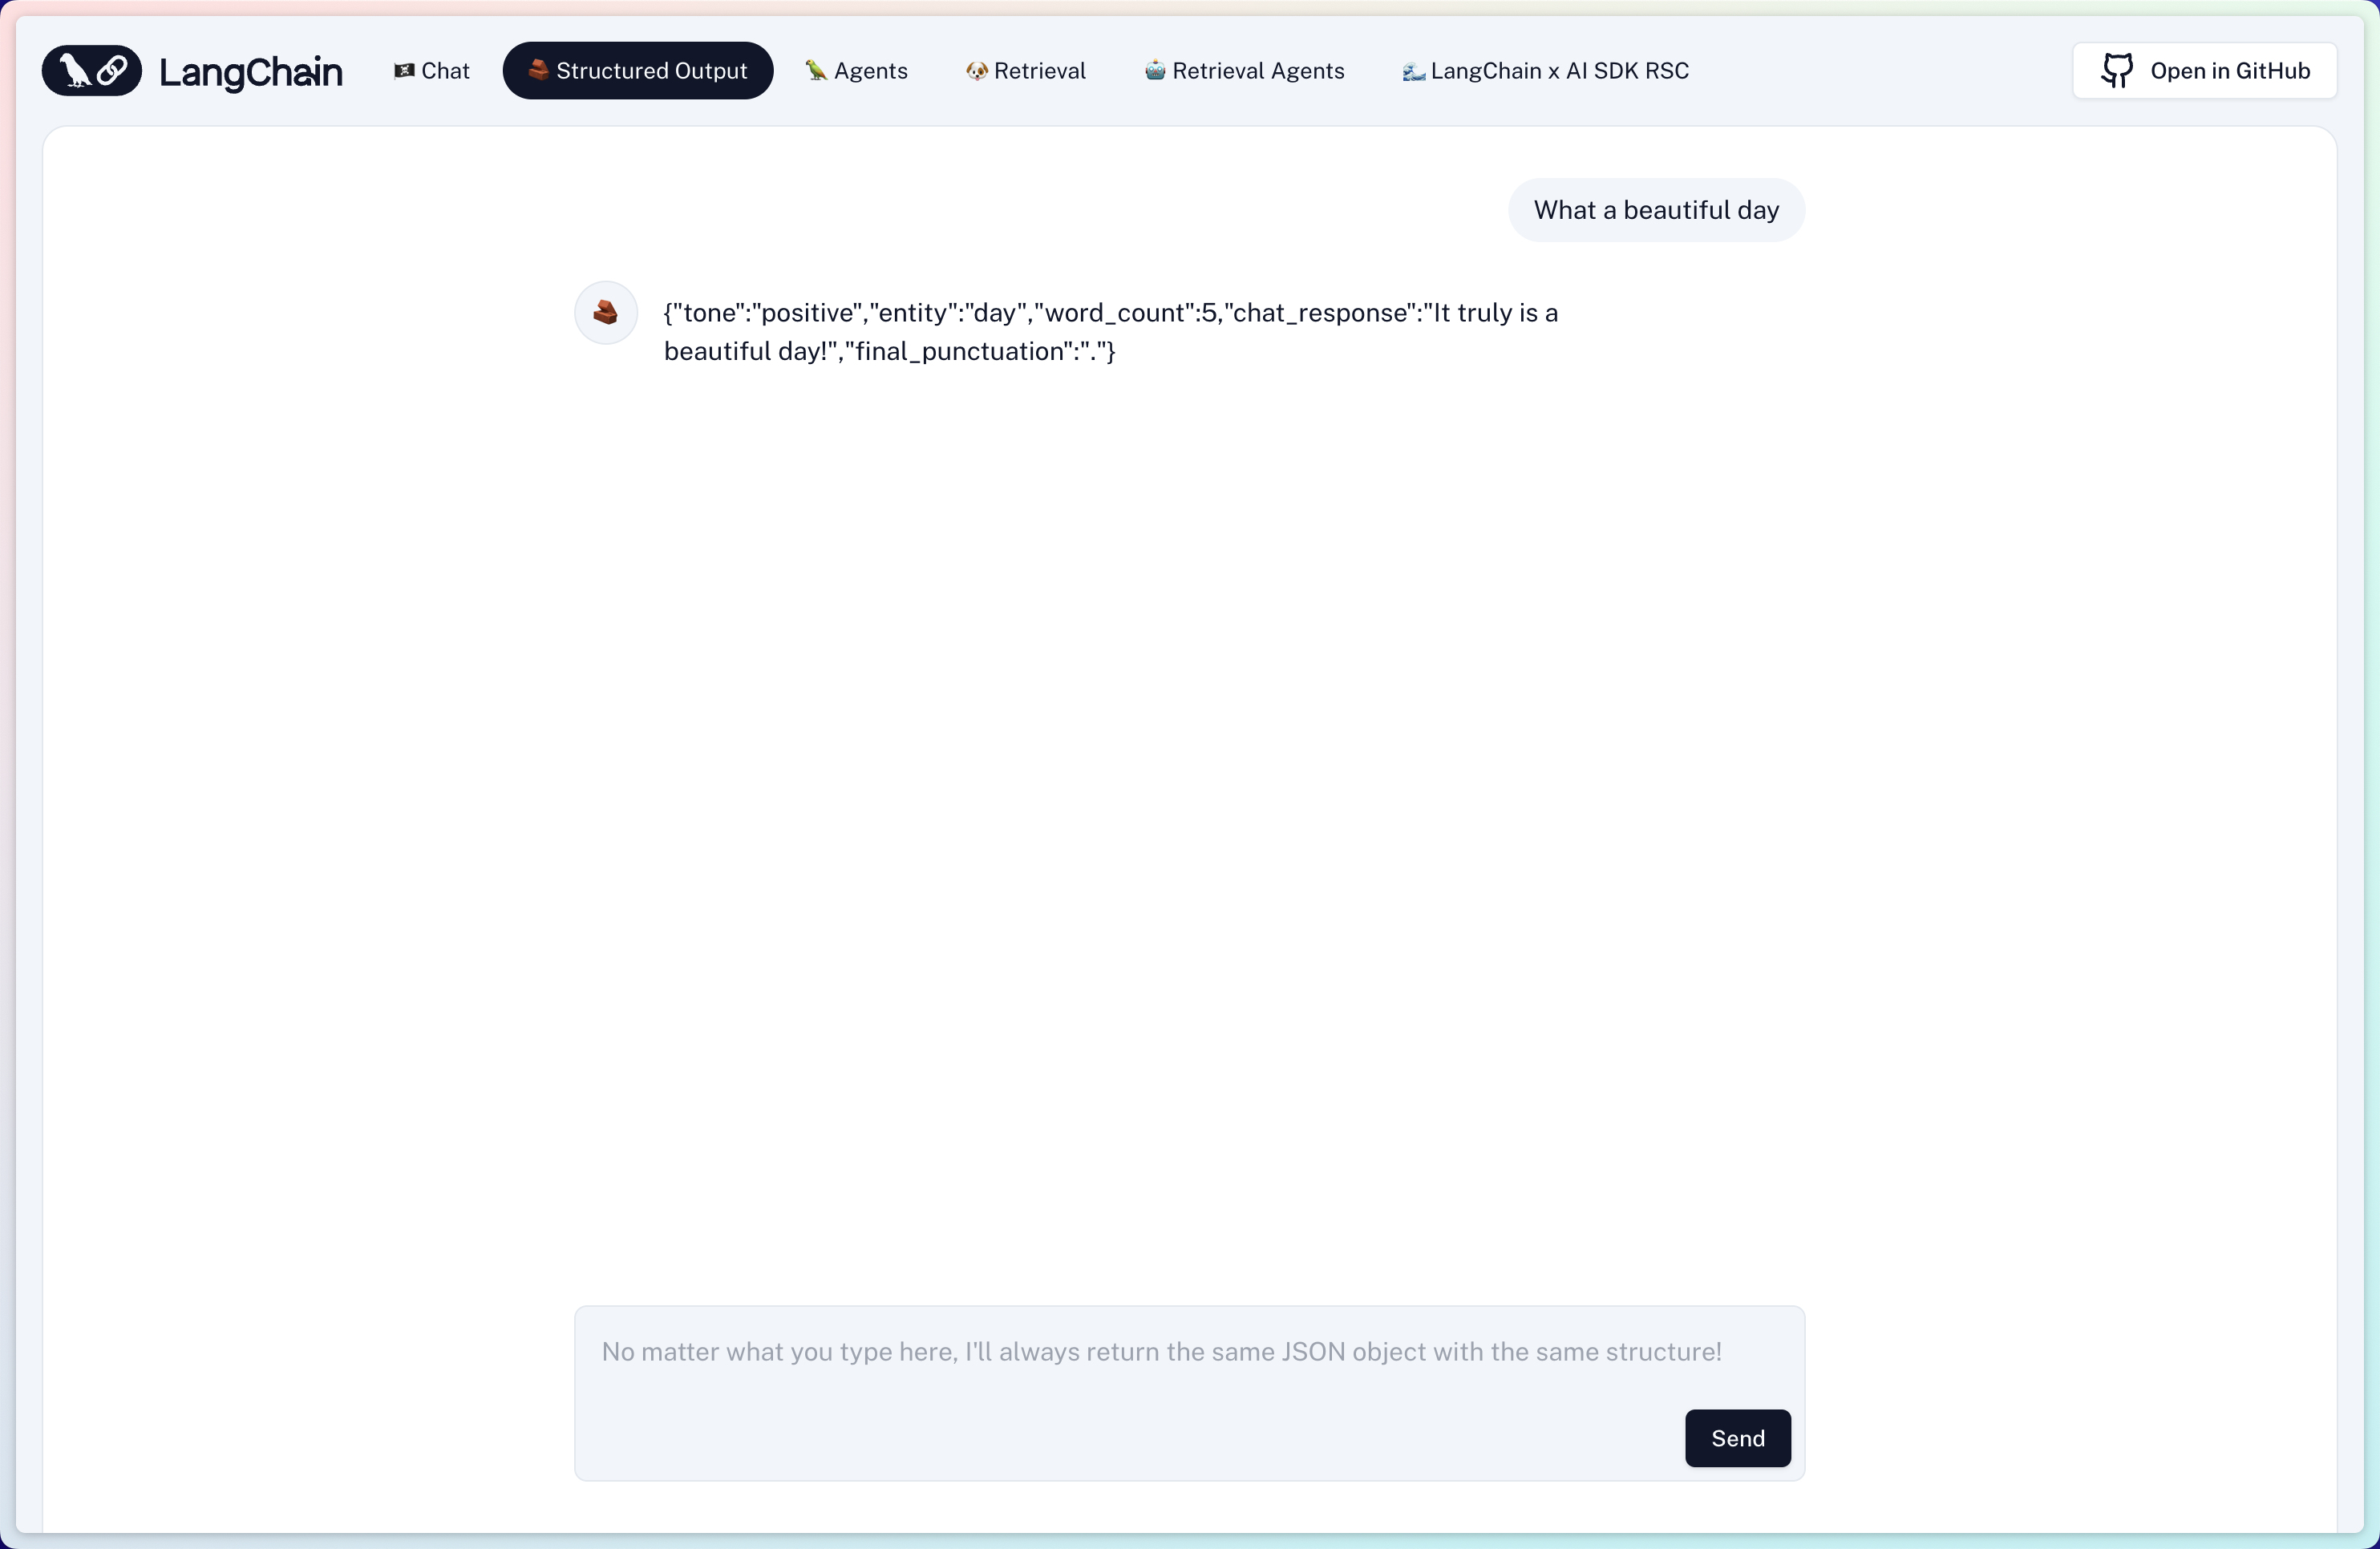 LangChain
🏴‍☠️ Chat
🧱 Structured Output
🦜 Agents
🐶 Retrieval
🤖 Retrieval Agents
🌊 LangChain x AI SDK RSC
Open in GitHub
What a beautiful day
{"tone":"positive","entity":"day","word_count":5,"chat_response":"It truly is a
beautiful day!","final_punctuation":"."}
No matter what you type here, I'll always return the same JSON object with the same structure!
Send